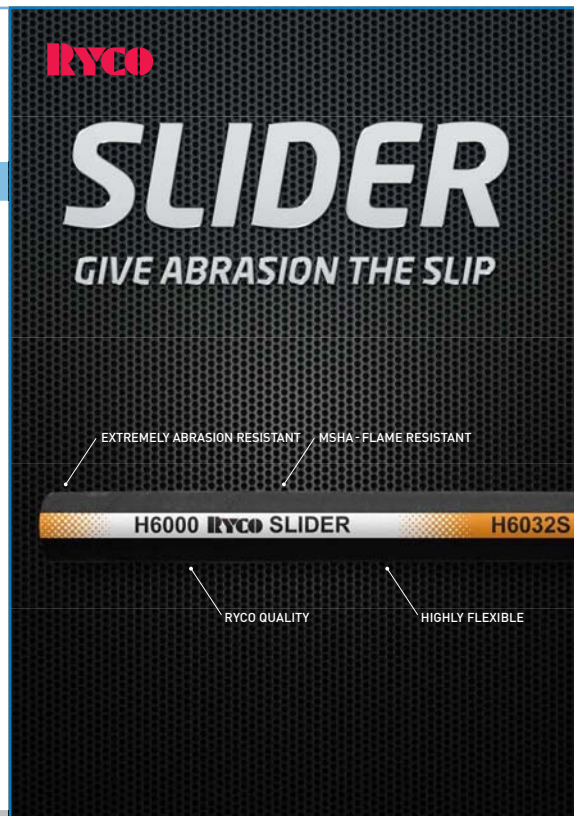 RYCO
SLIDER
GIVE ABRASION THE SLIP
EXTREMELY ABRASION RESISTANT
MSHA - FLAME RESISTANT
H6000 RYCO SLIDER
H6032S
RYCO QUALITY
HIGHLY FLEXIBLE